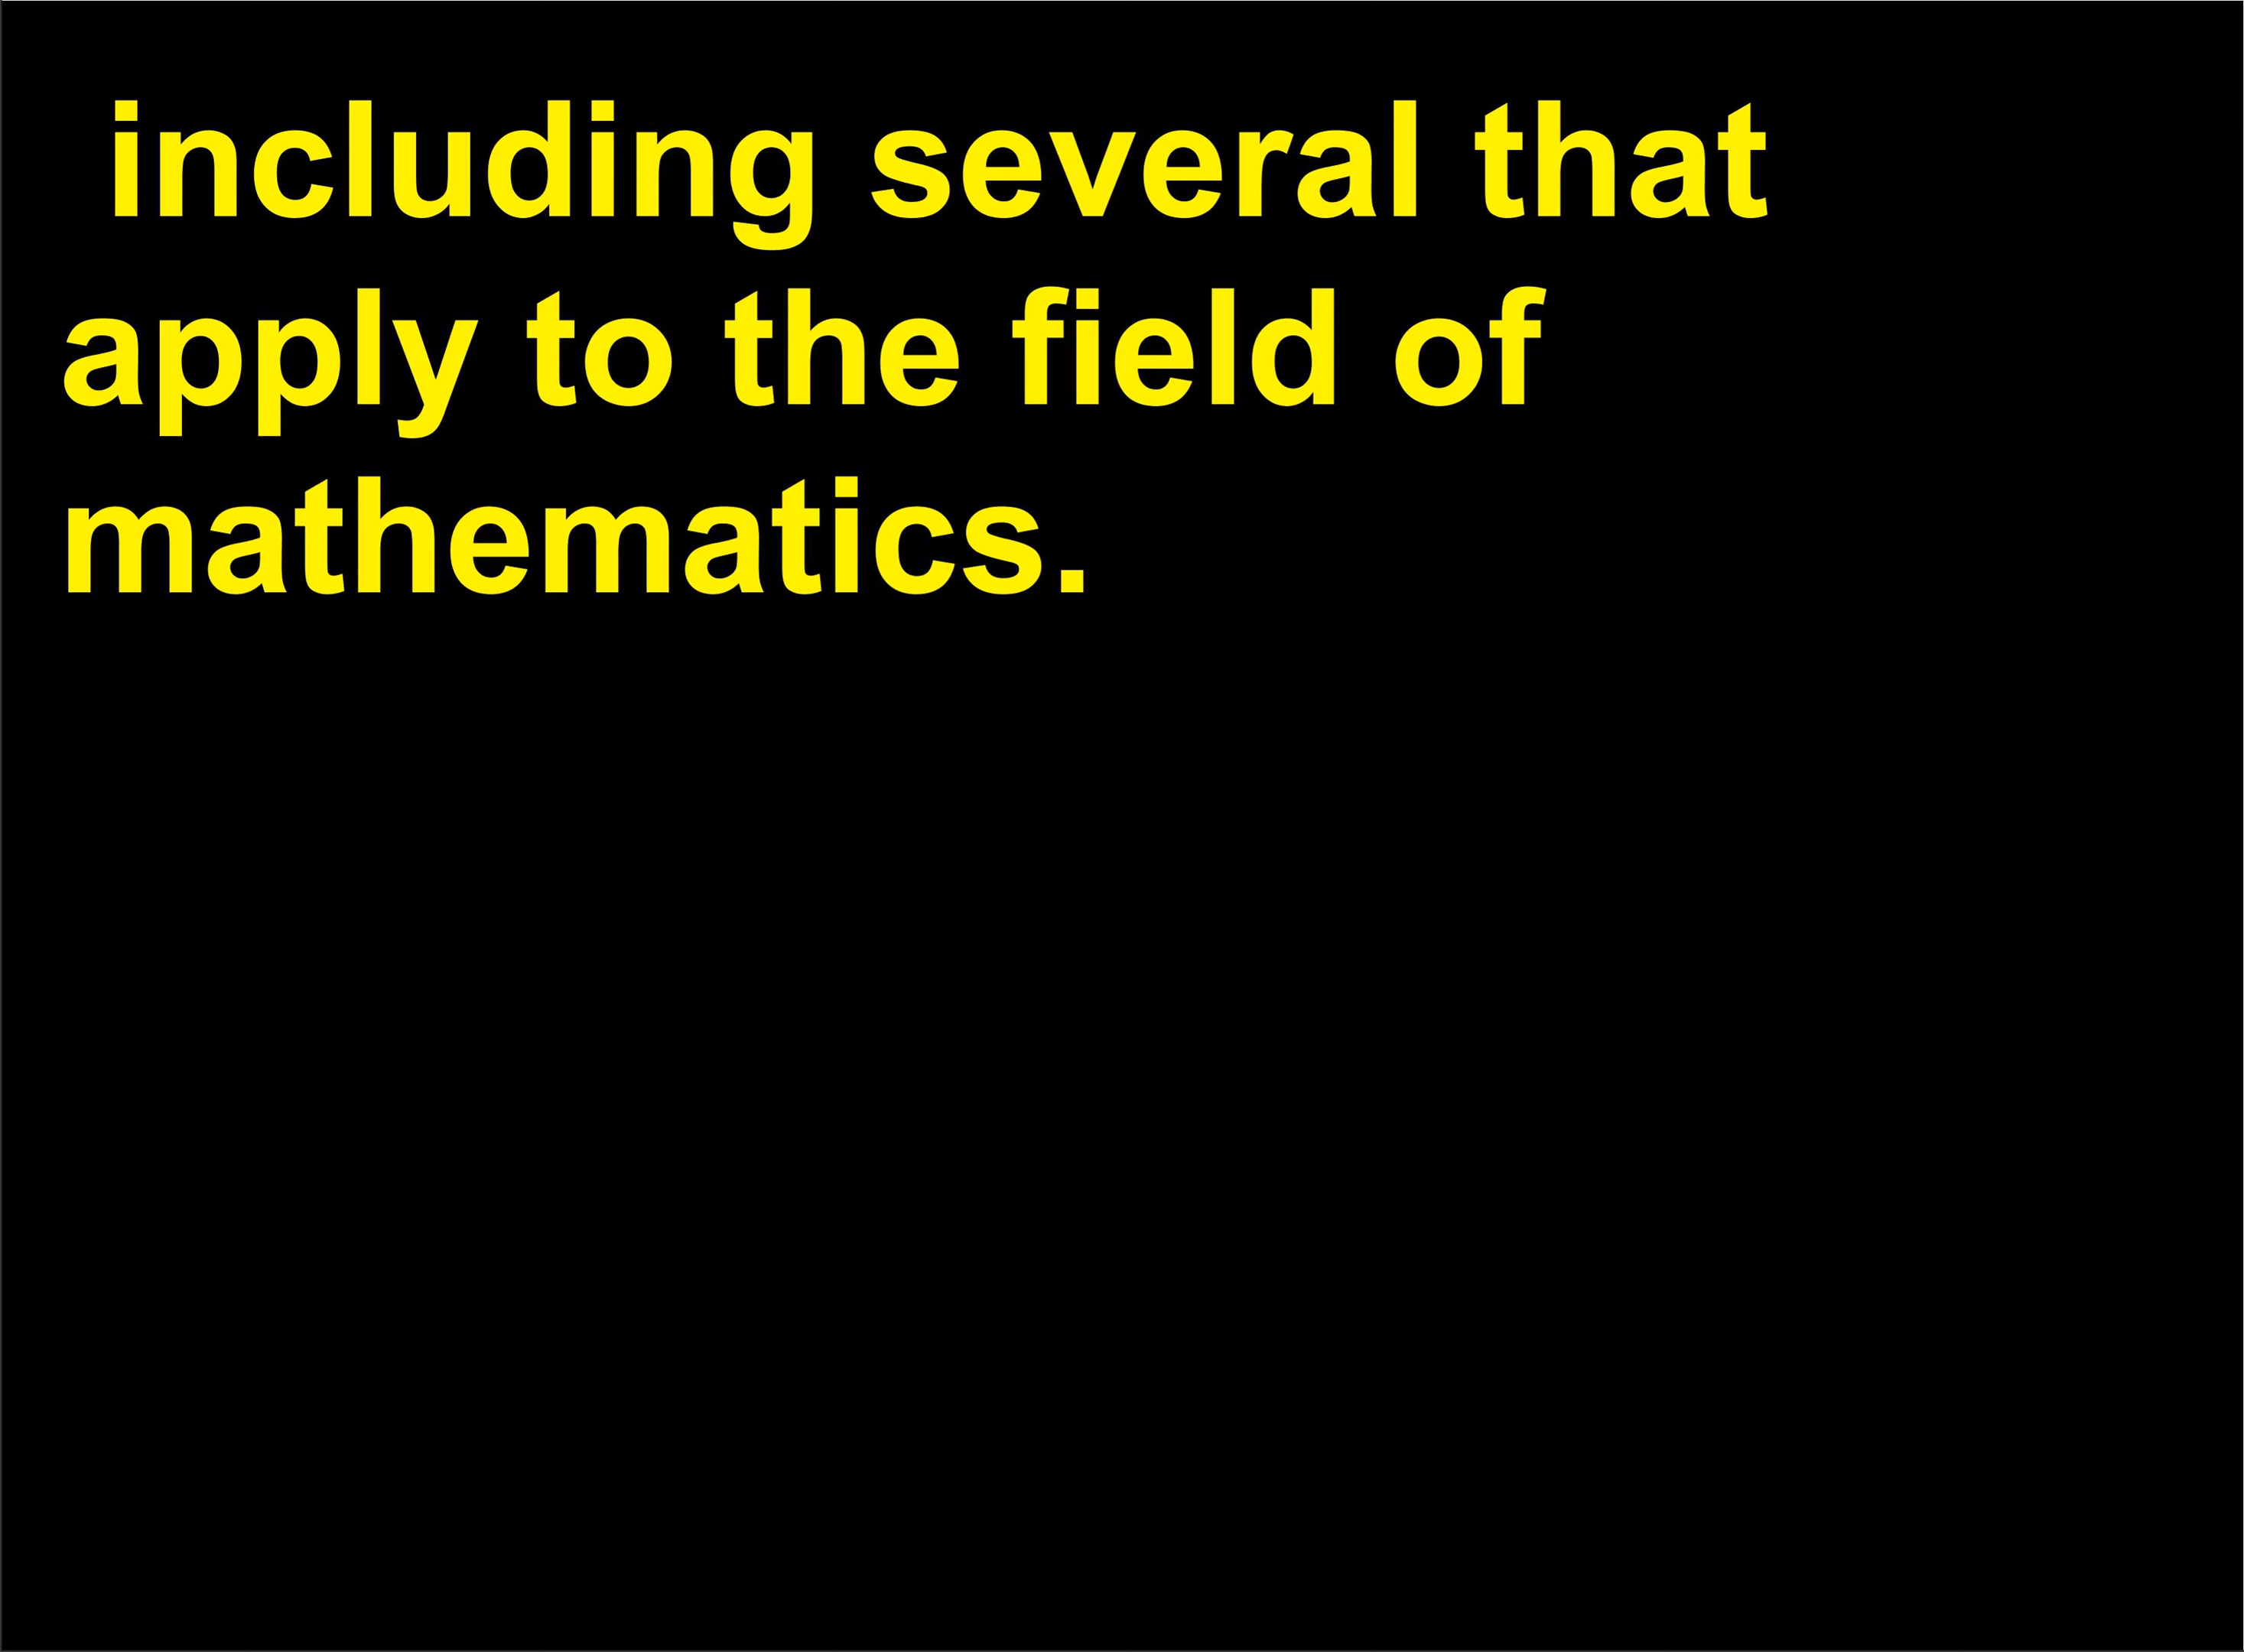 including several that
apply to the field of
mathematics.